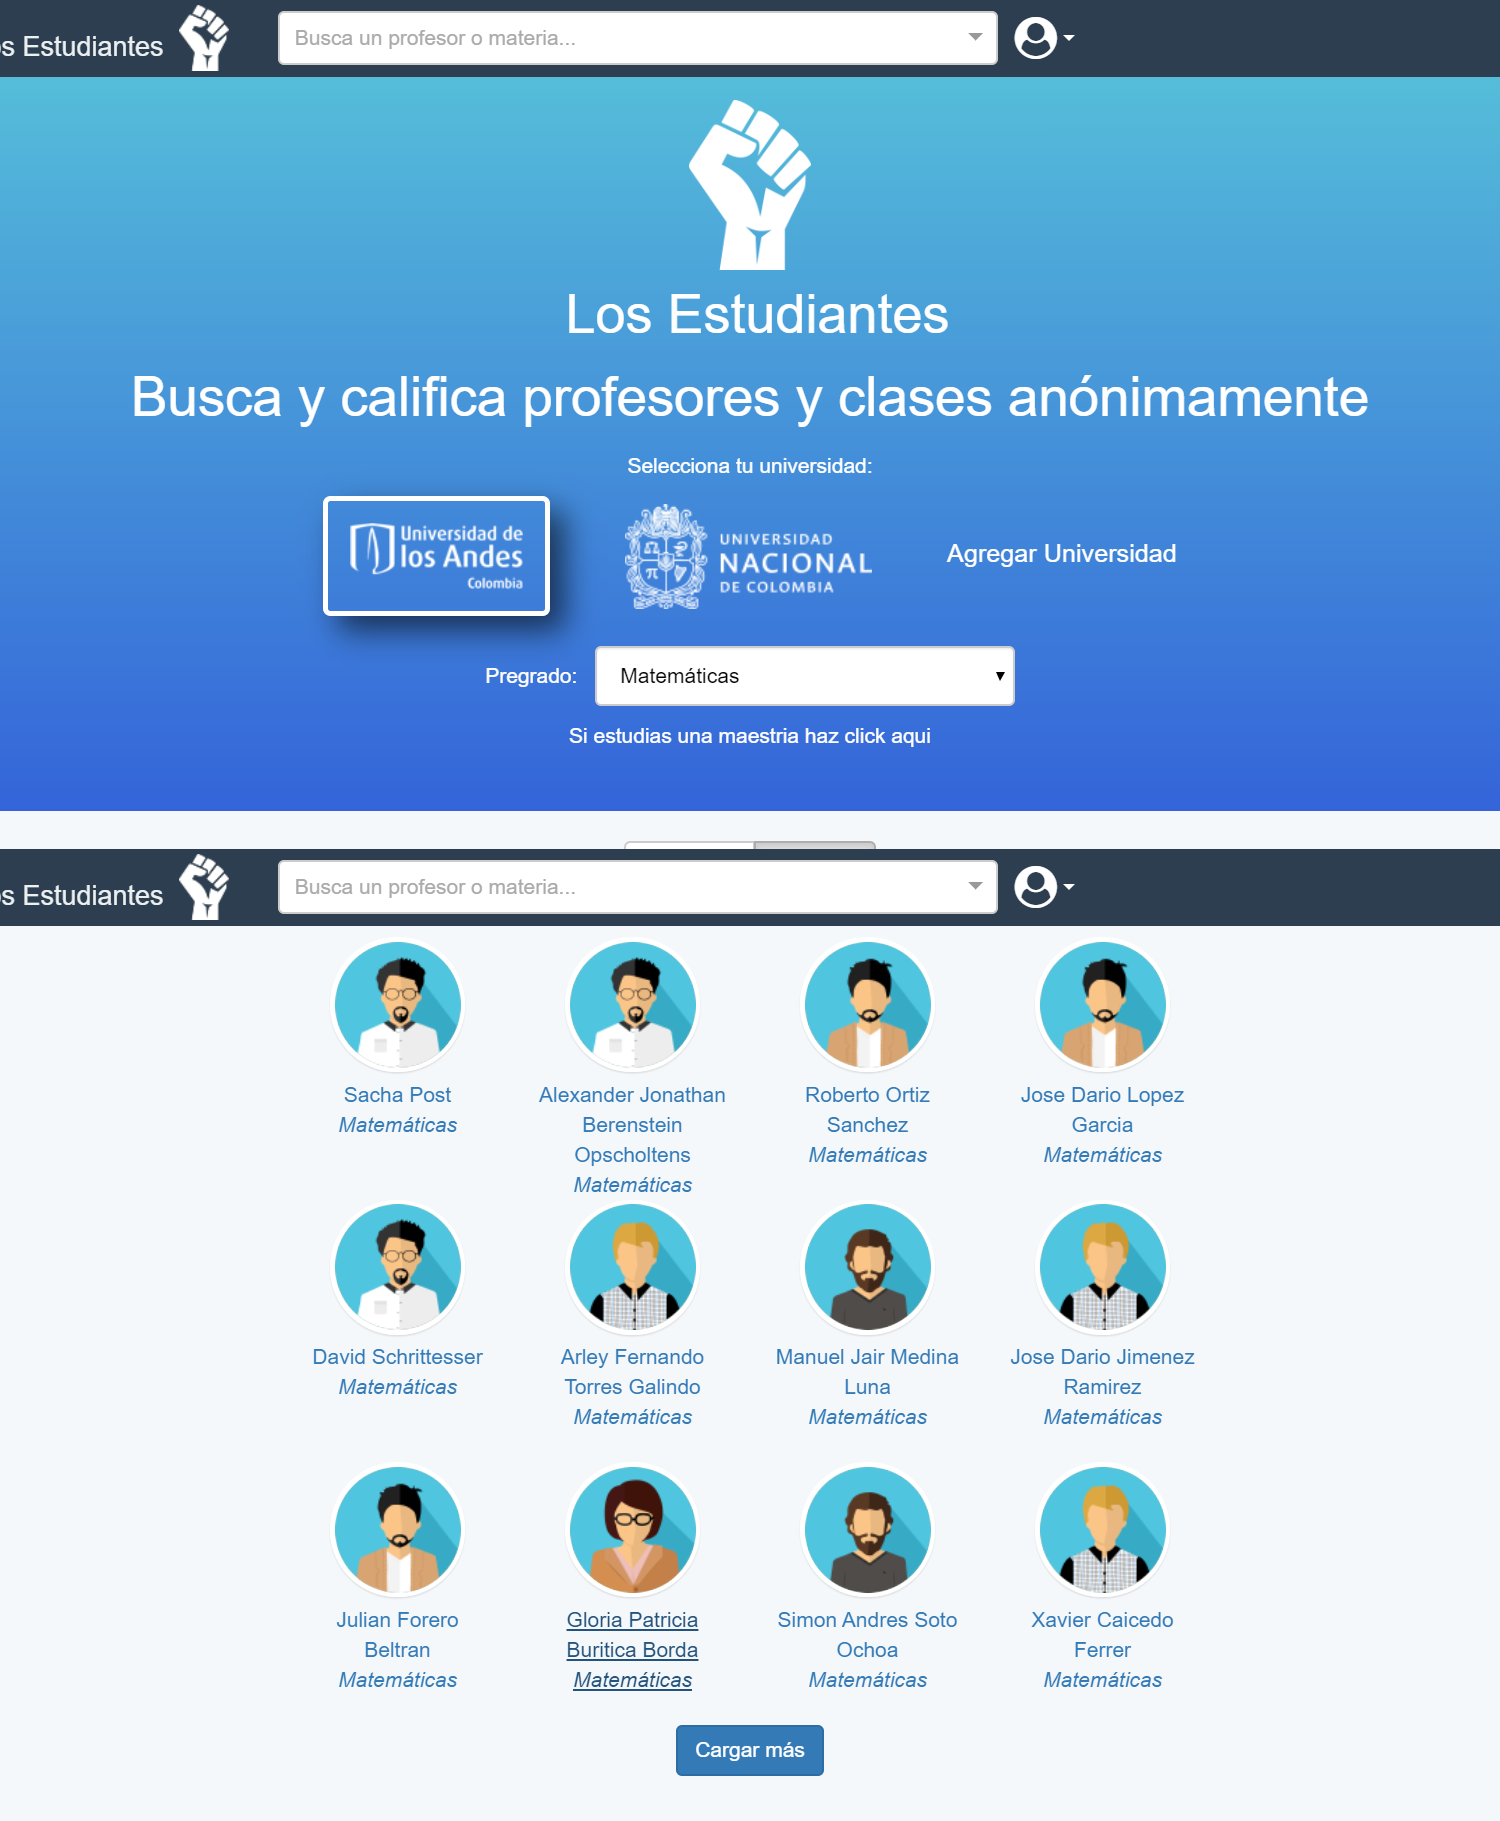 s Estudiantes
Busca un profesor o materia...
Los Estudiantes
Busca y califica profesores y clases anónimamente
Selecciona tu universidad:
Universidad de
los Andes
Colombia
UNIVERSIDAD
NACIONAL
DE COLOMBIA
Agregar Universidad
Pregrado:
Matemáticas
Si estudias una maestria haz click aqui
s Estudiantes
Busca un profesor o materia...
Sacha Post
Matemáticas
Alexander Jonathan
Berenstein
Opscholtens
Matemáticas
Roberto Ortiz
Sanchez
Matemáticas
Jose Dario Lopez
Garcia
Matemáticas
David Schrittesser
Matemáticas
Arley Fernando
Torres Galindo
Matemáticas
Manuel Jair Medina
Luna
Matemáticas
Jose Dario Jimenez
Ramirez
Matemáticas
Julian Forero
Beltran
Matemáticas
Gloria Patricia
Buritica Borda
Matemáticas
Simon Andres Soto
Ochoa
Matemáticas
Xavier Caicedo
Ferrer
Matemáticas
Cargar más